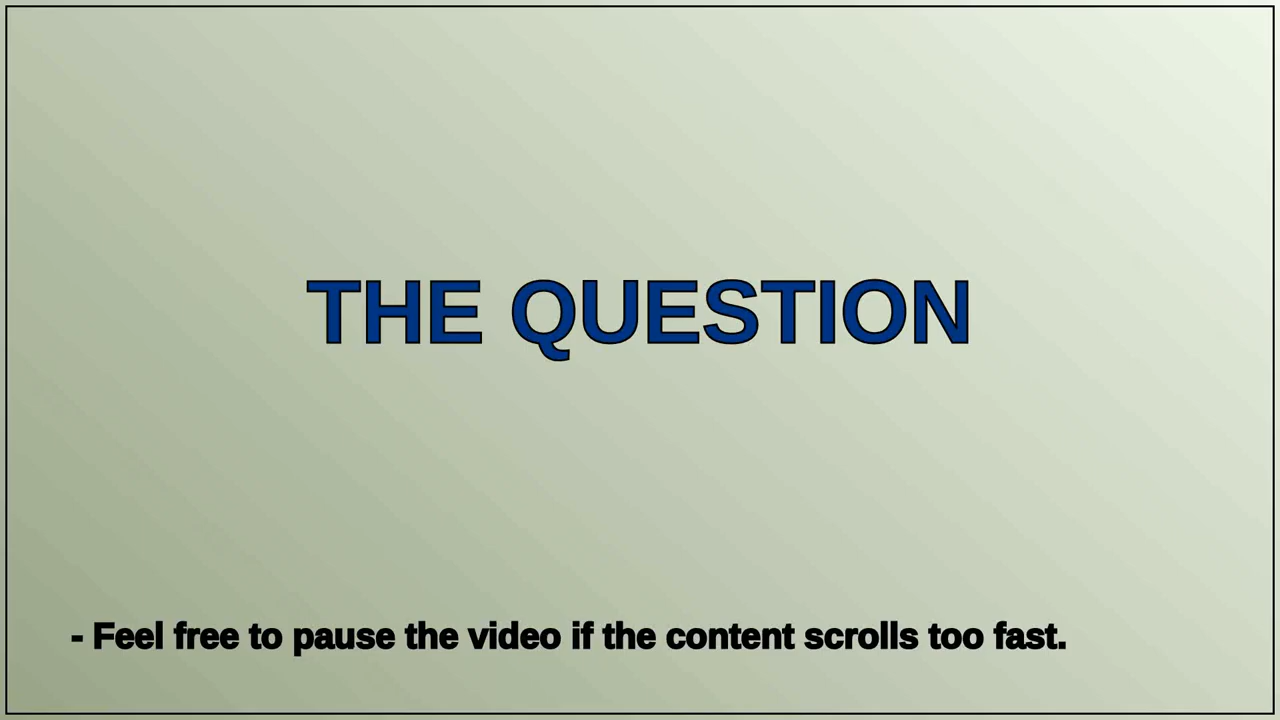 THE QUESTION
- Feel free to pause the video if the content scrolls too fast.